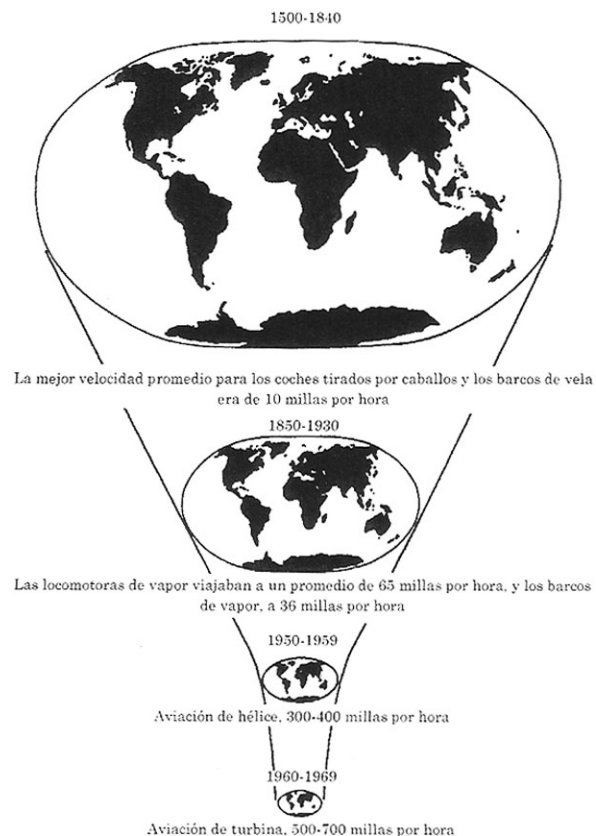 1500-1840
La mejor velocidad promedio para los coches tirados por caballos y los barcos de vela
era de 10 millas por hora
1850-1930
Las locomotoras de vapor viajaban a un promedio de 65 millas por hora, y los barcos
de vapor, a 36 millas por hora
1950-1959
Aviación de hélice, 300-400 millas por hora
1960-1969
Aviación de turbina, 500-700 millas por hora